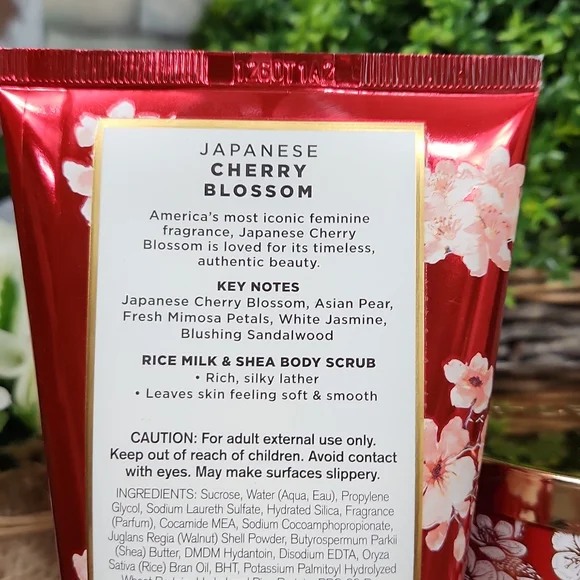 JAPANESE
CHERRY
BLOSSOM
America's most iconic feminine
fragrance, Japanese Cherry
Blossom is loved for its timeless,
authentic beauty.
KEY NOTES
Japanese Cherry Blossom, Asian Pear,
Fresh Mimosa Petals, White Jasmine,
Blushing Sandalwood
RICE MILK & SHEA BODY SCRUB
• Rich, silky lather
• Leaves skin feeling soft & smooth
CAUTION: For adult external use only.
Keep out of reach of children. Avoid contact
with eyes. May make surfaces slippery.
INGREDIENTS: Sucrose, Water (Aqua, Eau), Propylene
Glycol, Sodium Laureth Sulfate, Hydrated Silica, Fragrance
(Parfum), Cocamide MEA, Sodium Cocoamphopropionate,
Juglans Regia (Walnut) Shell Powder, Butyrospermum Parkii
(Shea) Butter, DMDM Hydantoin, Disodium EDTA, Oryza
Sativa (Rice) Bran Oil, BHT, Potassium Palmitoyl Hydrolyzed